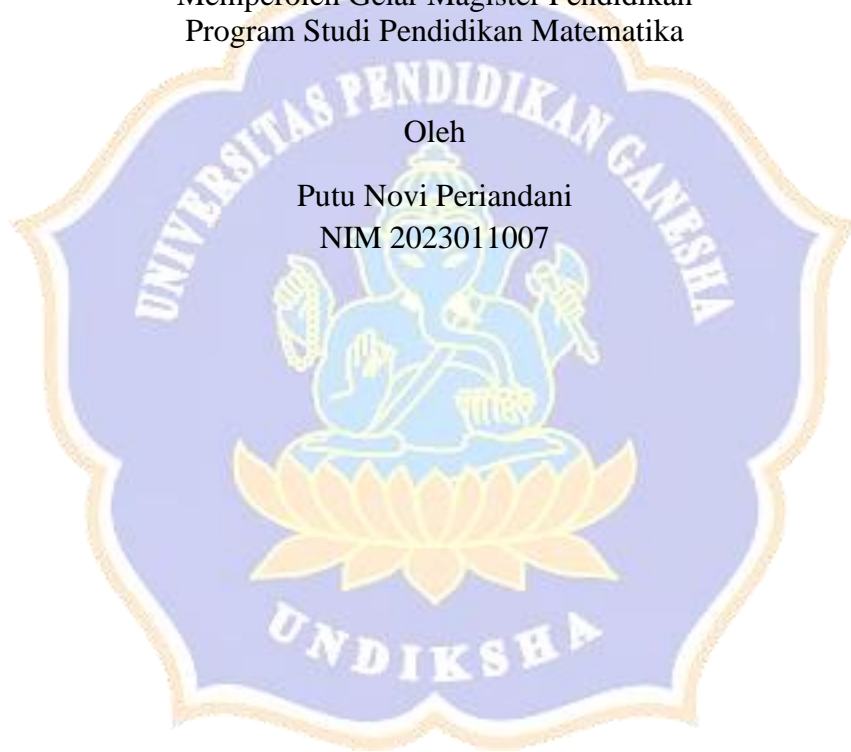 Memperoleh Gelar Magister Pendidikan
Program Studi Pendidikan Matematika
UNIVERSITAS PENDIDIKAN GANESHA
Oleh
Putu Novi Periandani
NIM 2023011007
UNDIKSHA